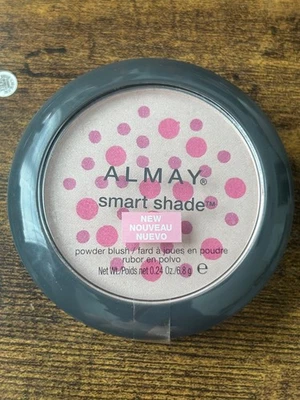 ALMAY®
smart shade™
NEW
NOUVEAU
NUEVO
powder blush / fard à joues en poudre
rubor en polvo
Net Wt./Poids net 0.24 Oz./6,8 g ℮